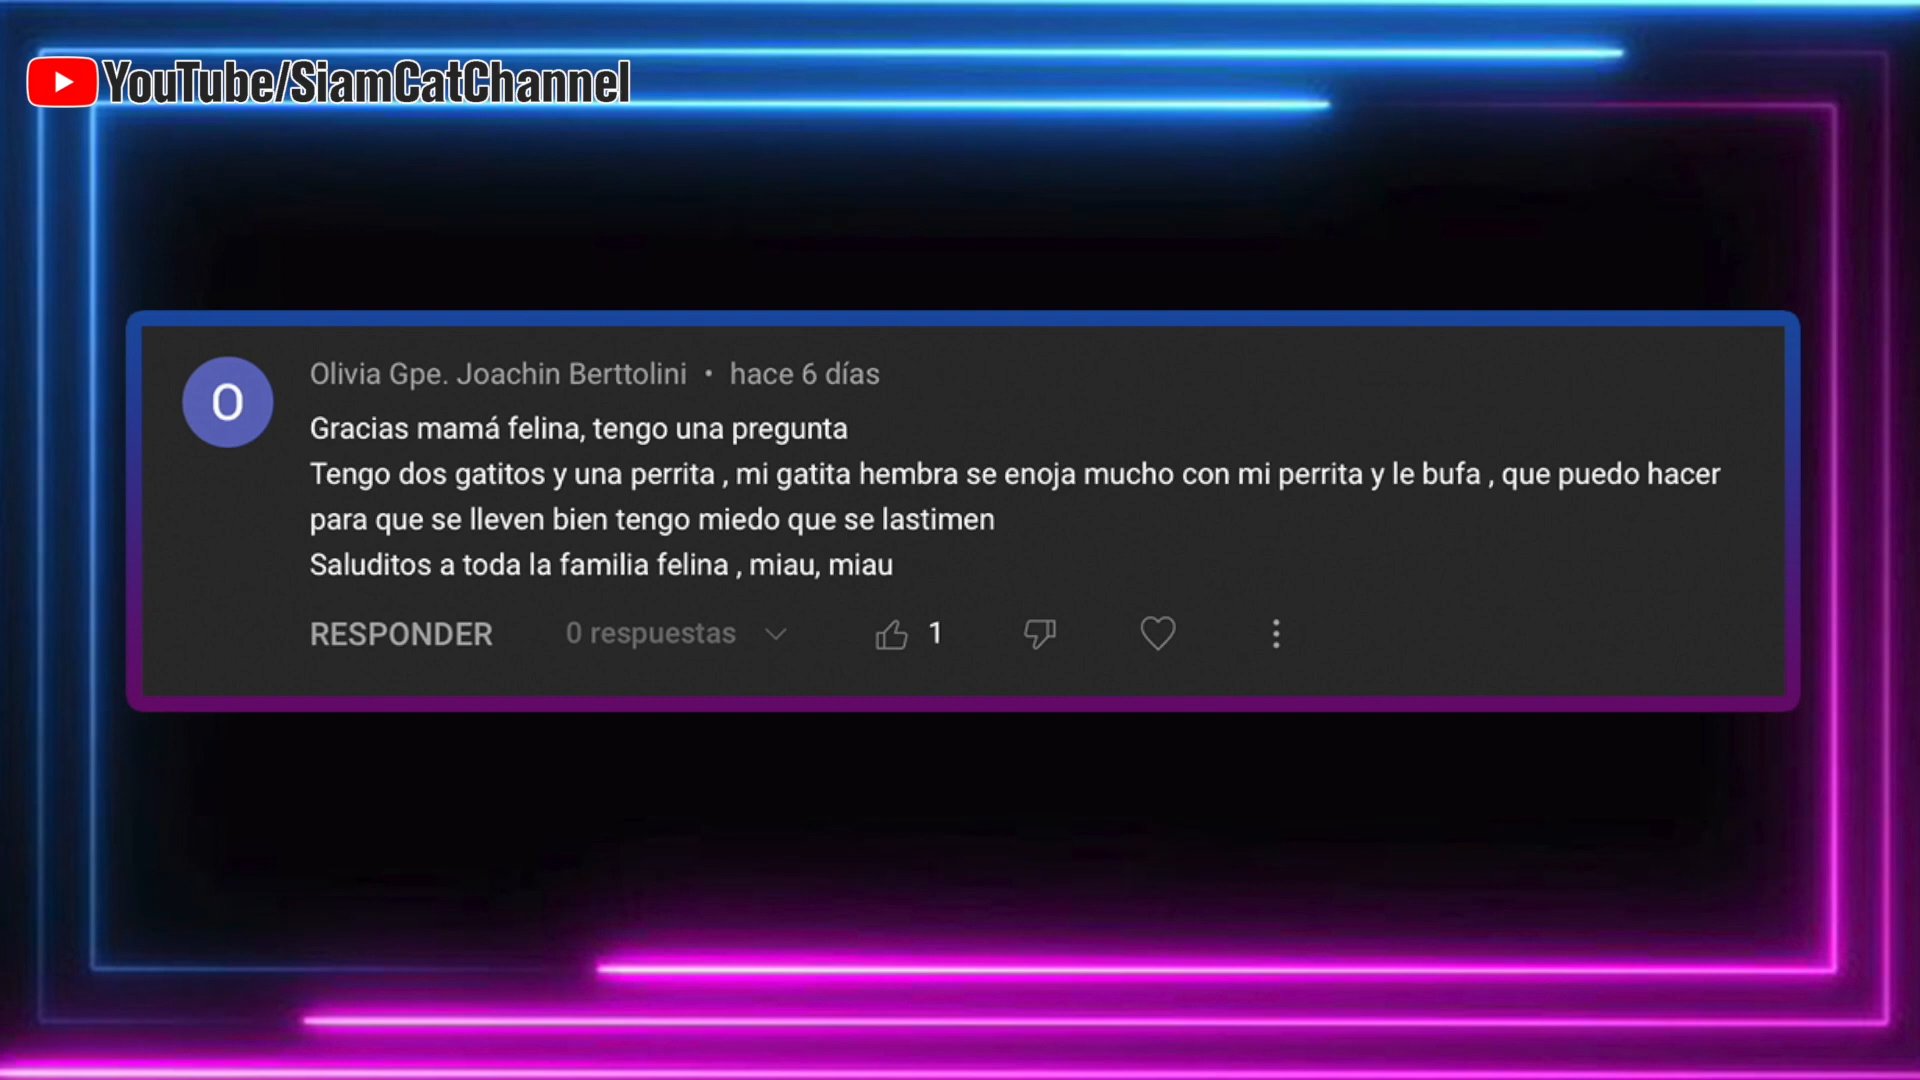 YouTube/SiamCatChannel
O
Olivia Gpe. Joachin Berttolini • hace 6 días
Gracias mamá felina, tengo una pregunta
Tengo dos gatitos y una perrita , mi gatita hembra se enoja mucho con mi perrita y le bufa , que puedo hacer
para que se lleven bien tengo miedo que se lastimen
Saluditos a toda la familia felina , miau, miau
RESPONDER 0 respuestas 1